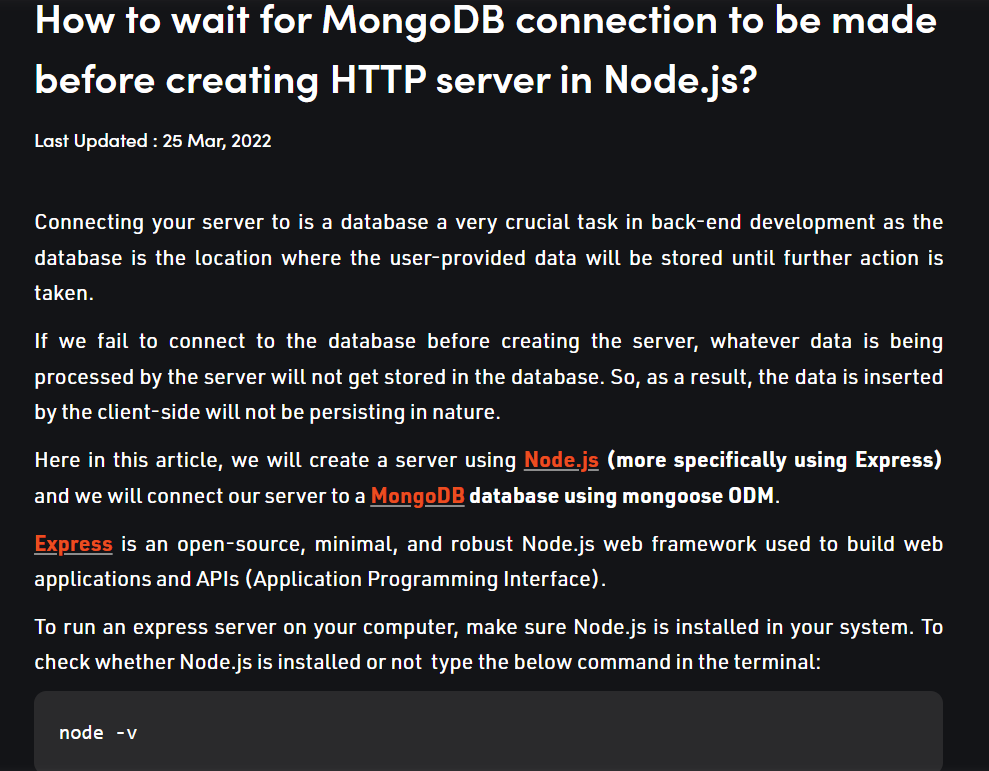 How to wait for MongoDB connection to be made
before creating HTTP server in Node.js?
Last Updated : 25 Mar, 2022
Connecting your server to is a database a very crucial task in back-end development as the
database is the location where the user-provided data will be stored until further action is
taken.
If we fail to connect to the database before creating the server, whatever data is being
processed by the server will not get stored in the database. So, as a result, the data is inserted
by the client-side will not be persisting in nature.
Here in this article, we will create a server using Node.js (more specifically using Express)
and we will connect our server to a MongoDB database using mongoose ODM.
Express is an open-source, minimal, and robust Node.js web framework used to build web
applications and APIs (Application Programming Interface).
To run an express server on your computer, make sure Node.js is installed in your system. To
check whether Node.js is installed or not type the below command in the terminal:
node -v